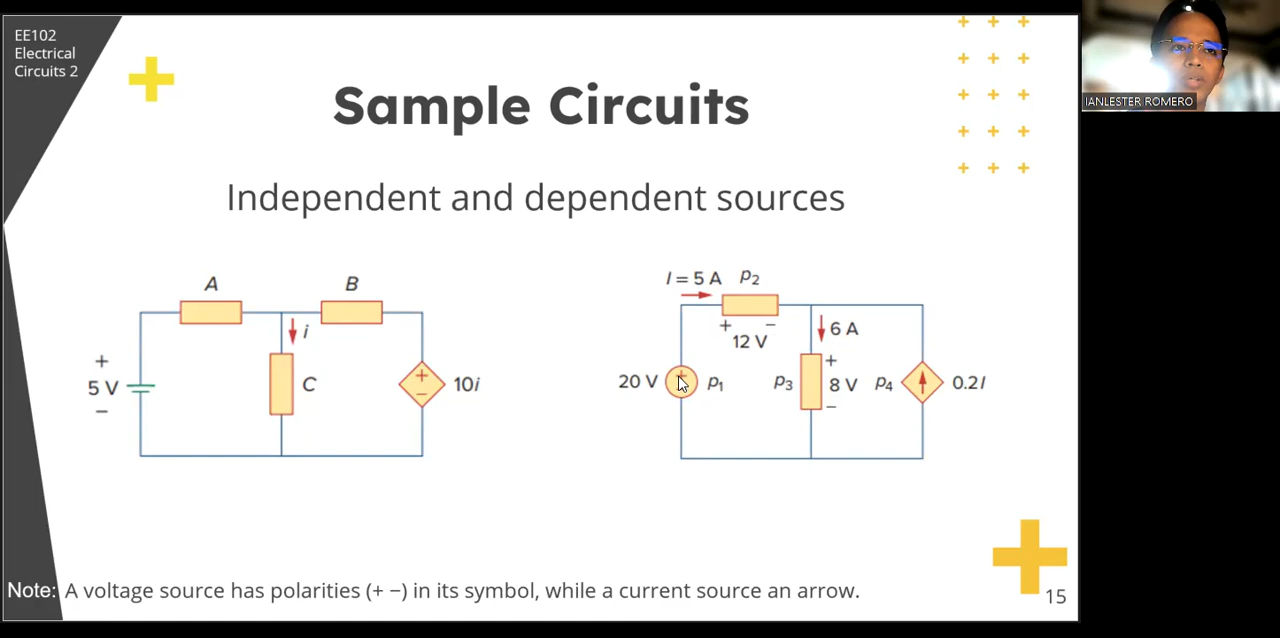 EE102
Electrical
Circuits 2
Sample Circuits
Independent and dependent sources
A
B
i
C
+
5 V
−
+
−
10i
I = 5 A
p2
+ −
12 V
6 A
20 V
p1
p3
+
8 V
−
p4
0.2I
Note: A voltage source has polarities (+ −) in its symbol, while a current source an arrow.
15
IANLESTER ROMERO